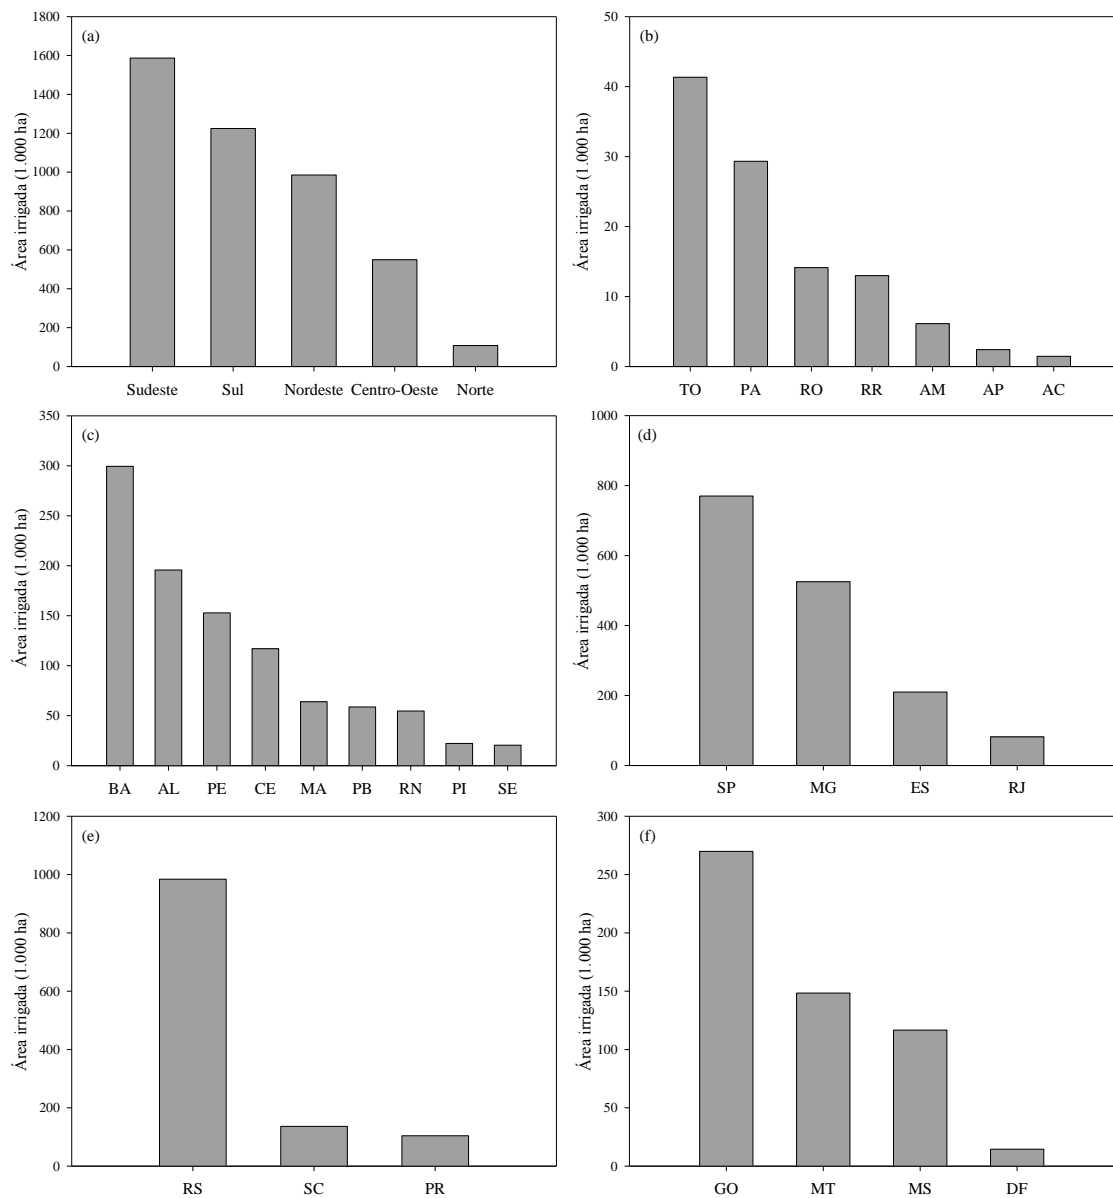 (a)
Área irrigada (1.000 ha)
1800
1600
1400
1200
1000
800
600
400
200
0
Sudeste Sul Nordeste Centro-Oeste Norte
(b)
Área irrigada (1.000 ha)
50
40
30
20
10
0
TO PA RO RR AM AP AC
(c)
Área irrigada (1.000 ha)
350
300
250
200
150
100
50
0
BA AL PE CE MA PB RN PI SE
(d)
Área irrigada (1.000 ha)
1000
800
600
400
200
0
SP MG ES RJ
(e)
Área irrigada (1.000 ha)
1200
1000
800
600
400
200
0
RS SC PR
(f)
Área irrigada (1.000 ha)
300
250
200
150
100
50
0
GO MT MS DF